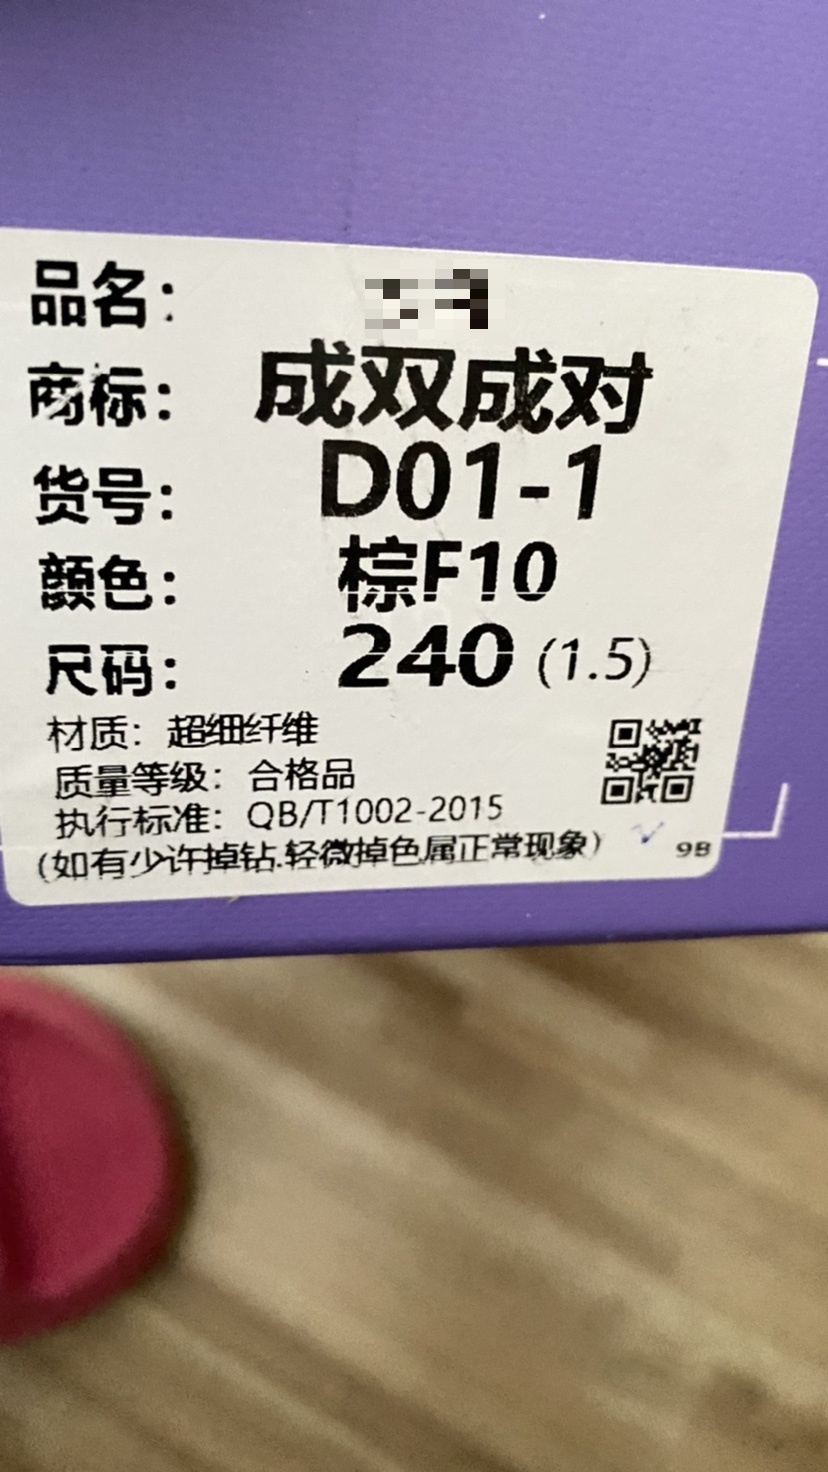 品名：
商标： 成双成对
货号： D01-1
颜色： 棕F10
尺码： 240 (1.5)
材质：超细纤维
质量等级：合格品
执行标准：QB/T1002-2015
(如有少许掉钻.轻微掉色属正常现象)
9B